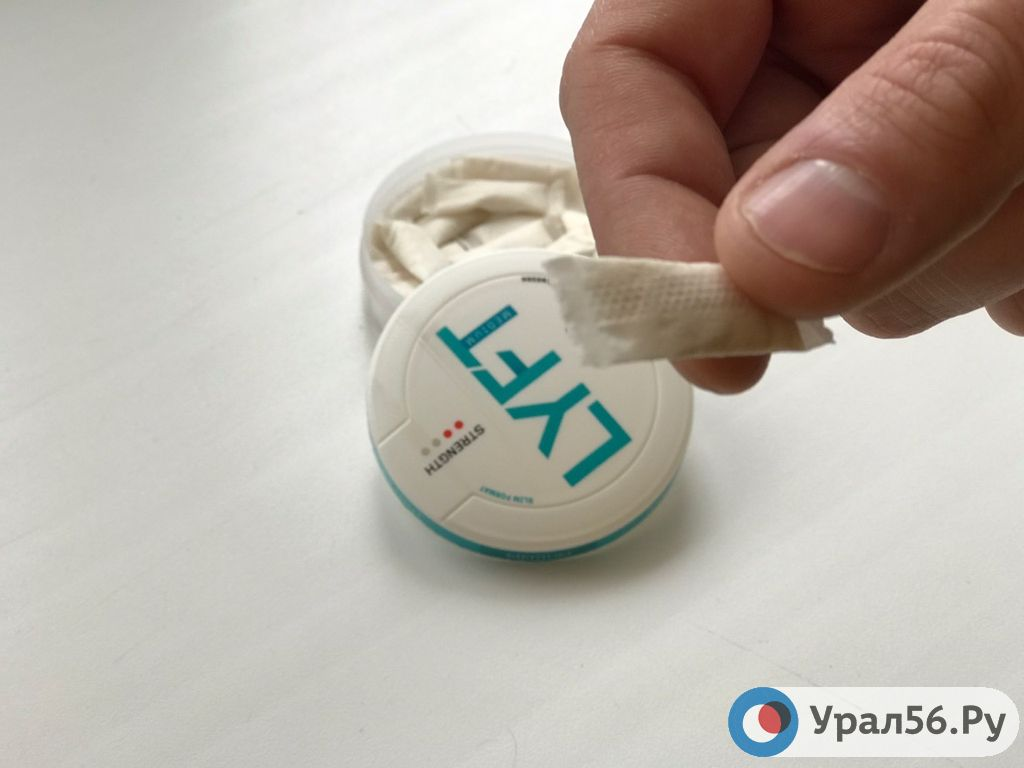 LYFT
MEDIUM
STRENGTH
SLIM FORMAT
Урал56.Ру